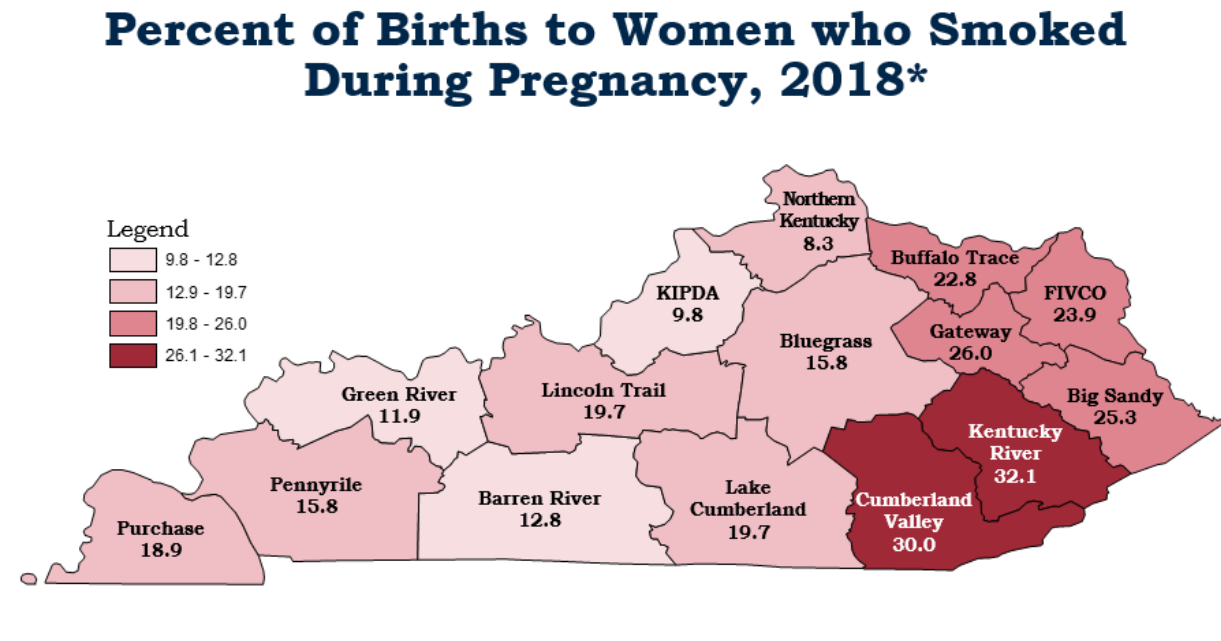 Percent of Births to Women who Smoked
During Pregnancy, 2018*
Legend
9.8 - 12.8
12.9 - 19.7
19.8 - 26.0
26.1 - 32.1
Northern
Kentucky
8.3
Buffalo Trace
22.8
FIVCO
23.9
KIPDA
9.8
Gateway
26.0
Bluegrass
15.8
Green River
11.9
Lincoln Trail
19.7
Big Sandy
25.3
Kentucky
River
32.1
Pennyrile
15.8
Barren River
12.8
Lake
Cumberland
19.7
Cumberland
Valley
30.0
Purchase
18.9